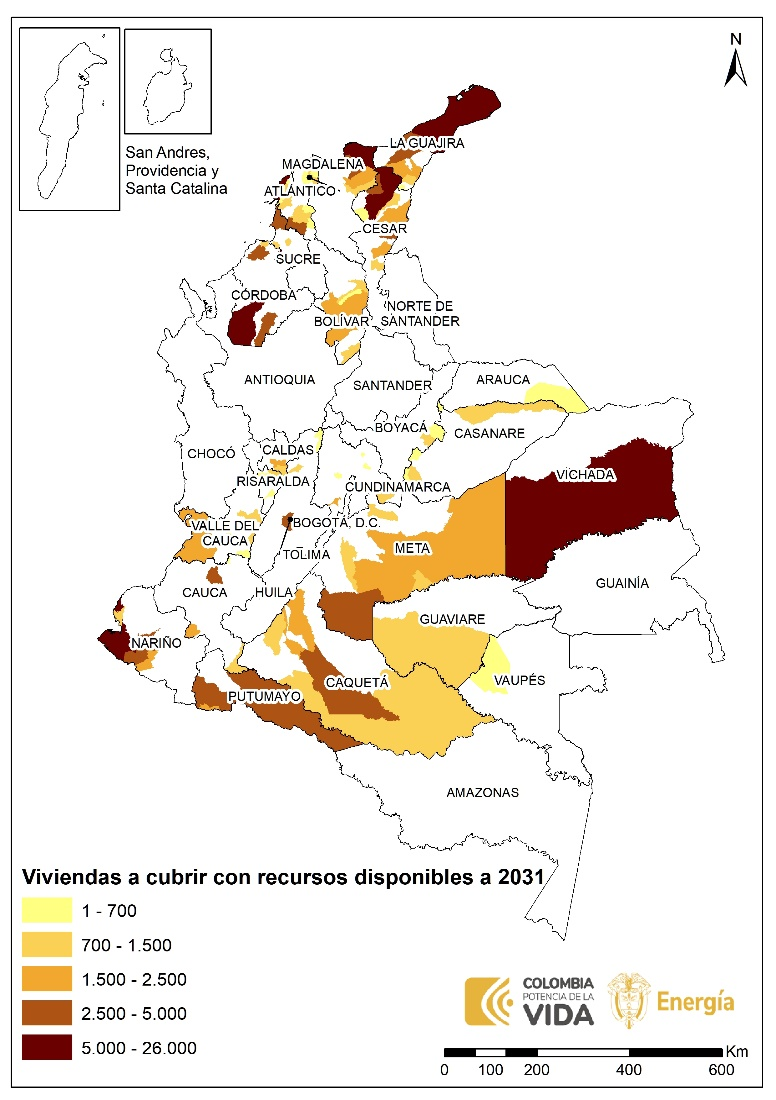 N
San Andres,
Providencia y
Santa Catalina
LA GUAJIRA
MAGDALENA
ATLÁNTICO
CESAR
SUCRE
CÓRDOBA
NORTE DE
SANTANDER
BOLÍVAR
ANTIOQUIA
SANTANDER
ARAUCA
BOYACÁ
CASANARE
CHOCÓ
CALDAS
RISARALDA
CUNDINAMARCA
VICHADA
BOGOTÁ, D.C.
VALLE DEL
CAUCA
TOLIMA
META
GUAINÍA
CAUCA
HUILA
GUAVIARE
NARIÑO
CAQUETÁ
VAUPÉS
PUTUMAYO
AMAZONAS
Viviendas a cubrir con recursos disponibles a 2031
1 - 700
700 - 1.500
1.500 - 2.500
2.500 - 5.000
5.000 - 26.000
COLOMBIA
POTENCIA DE LA
VIDA
Energía
Km
0 100 200 400 600